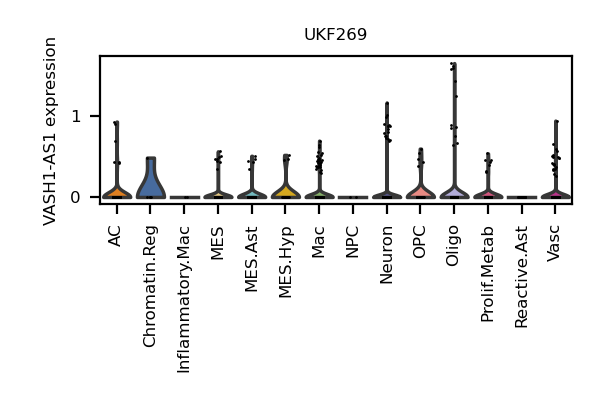 UKF269
VASH1-AS1 expression
1
0
AC
Chromatin.Reg
Inflammatory.Mac
MES
MES.Ast
MES.Hyp
Mac
NPC
Neuron
OPC
Oligo
Prolif.Metab
Reactive.Ast
Vasc